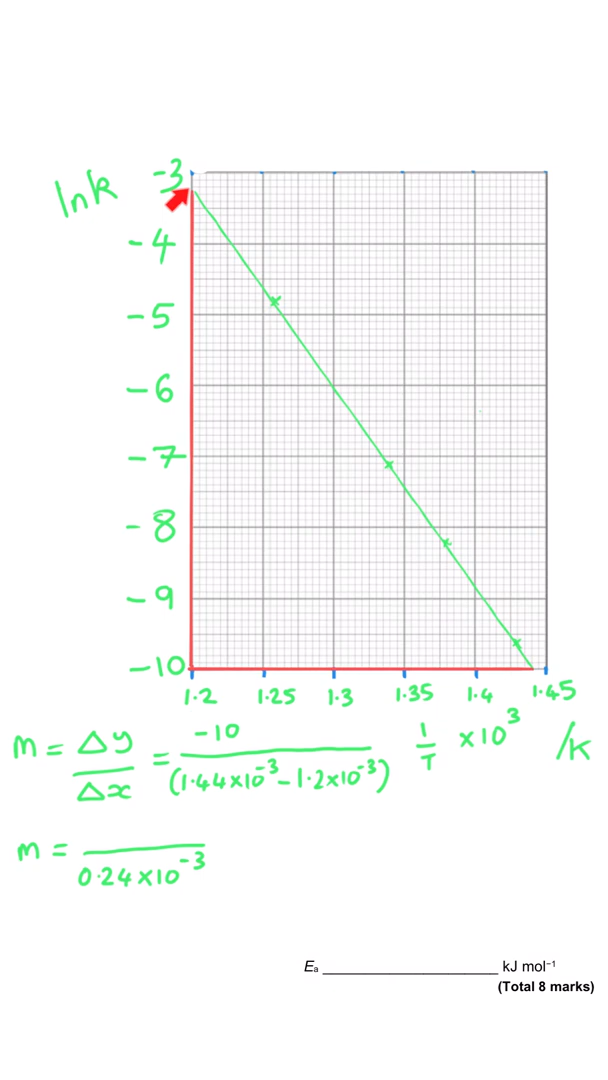 lnk
-3
-4
-5
-6
-7
-8
-9
-10
1.2 1.25 1.3 1.35 1.4 1.45
m = Δy/Δx = -10/(1.44×10⁻³-1.2×10⁻³) 1/T ×10³ /K
m = /0.24×10⁻³
Eₐ ______________________ kJ mol⁻¹
(Total 8 marks)